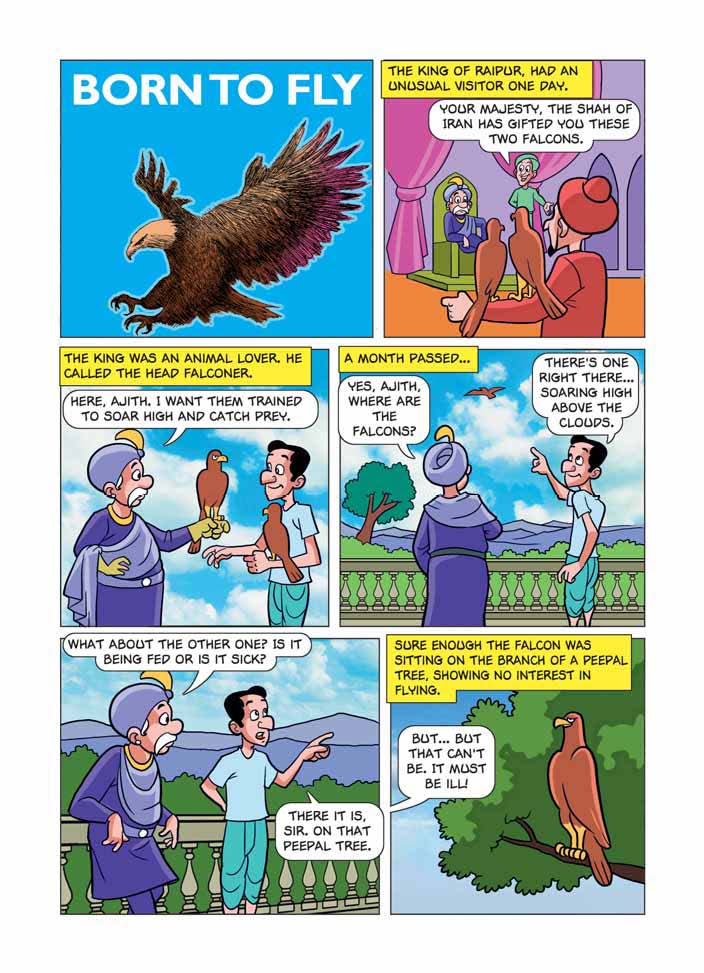 BORN TO FLY
THE KING OF RAIPUR, HAD AN
UNUSUAL VISITOR ONE DAY.
YOUR MAJESTY, THE SHAH OF
IRAN HAS GIFTED YOU THESE
TWO FALCONS.
THE KING WAS AN ANIMAL LOVER. HE
CALLED THE HEAD FALCONER.
HERE, AJITH. I WANT THEM TRAINED
TO SOAR HIGH AND CATCH PREY.
A MONTH PASSED...
YES, AJITH,
WHERE ARE
THE
FALCONS?
THERE'S ONE
RIGHT THERE...
SOARING HIGH
ABOVE THE
CLOUDS.
WHAT ABOUT THE OTHER ONE? IS IT
BEING FED OR IS IT SICK?
THERE IT IS,
SIR. ON THAT
PEEPAL TREE.
SURE ENOUGH THE FALCON WAS
SITTING ON THE BRANCH OF A PEEPAL
TREE, SHOWING NO INTEREST IN
FLYING.
BUT... BUT
THAT CAN'T
BE. IT MUST
BE ILL!